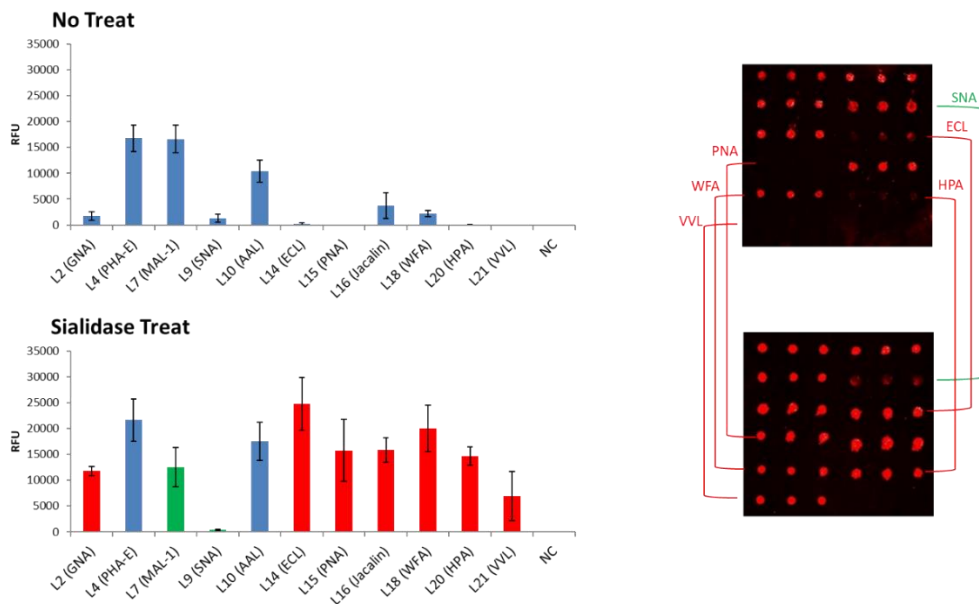 No Treat
35000
30000
25000
20000
15000
10000
5000
0
RFU
L2 (GNA)
L4 (PHA-E)
L7 (MAL-1)
L9 (SNA)
L10 (AAL)
L14 (ECL)
L15 (PNA)
L16 (Jacalin)
L18 (WFA)
L20 (HPA)
L21 (VVL)
NC
Sialidase Treat
35000
30000
25000
20000
15000
10000
5000
0
RFU
L2 (GNA)
L4 (PHA-E)
L7 (MAL-1)
L9 (SNA)
L10 (AAL)
L14 (ECL)
L15 (PNA)
L16 (Jacalin)
L18 (WFA)
L20 (HPA)
L21 (VVL)
NC
SNA
ECL
PNA
WFA
HPA
VVL